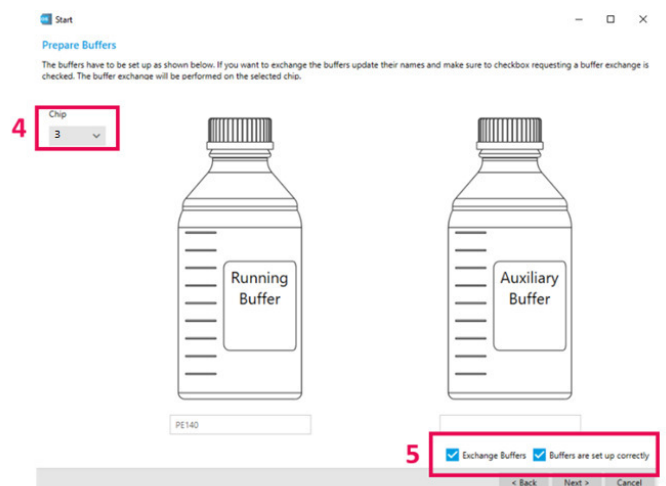 Start
Prepare Buffers
The buffers have to be set up as shown below. If you want to exchange the buffers update their names and make sure to checkbox requesting a buffer exchange is
checked. The buffer exchange will be performed on the selected chip.
4
Chip
3
Running
Buffer
Auxiliary
Buffer
PE140
5
Exchange Buffers
Buffers are set up correctly
< Back
Next >
Cancel